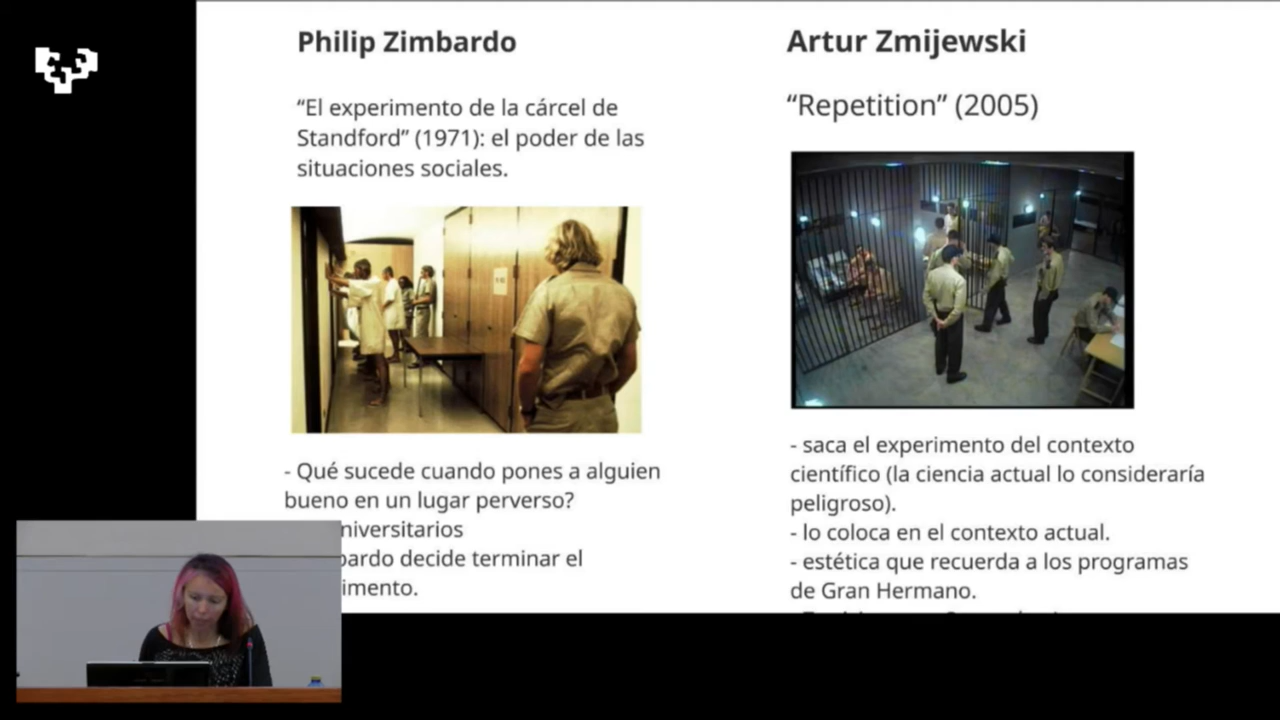 Philip Zimbardo
“El experimento de la cárcel de
Standford” (1971): el poder de las
situaciones sociales.
- Qué sucede cuando pones a alguien
bueno en un lugar perverso?
niversitarios
bardo decide terminar el
imento.
Artur Zmijewski
“Repetition” (2005)
- saca el experimento del contexto
científico (la ciencia actual lo consideraría
peligroso).
- lo coloca en el contexto actual.
- estética que recuerda a los programas
de Gran Hermano.